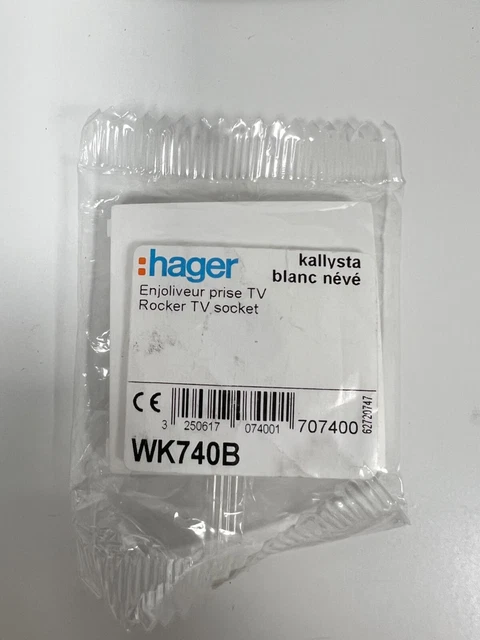 :hager
kallysta
blanc névé
Enjoliveur prise TV
Rocker TV socket
CE
3 250617 074001
707400
62720747
WK740B